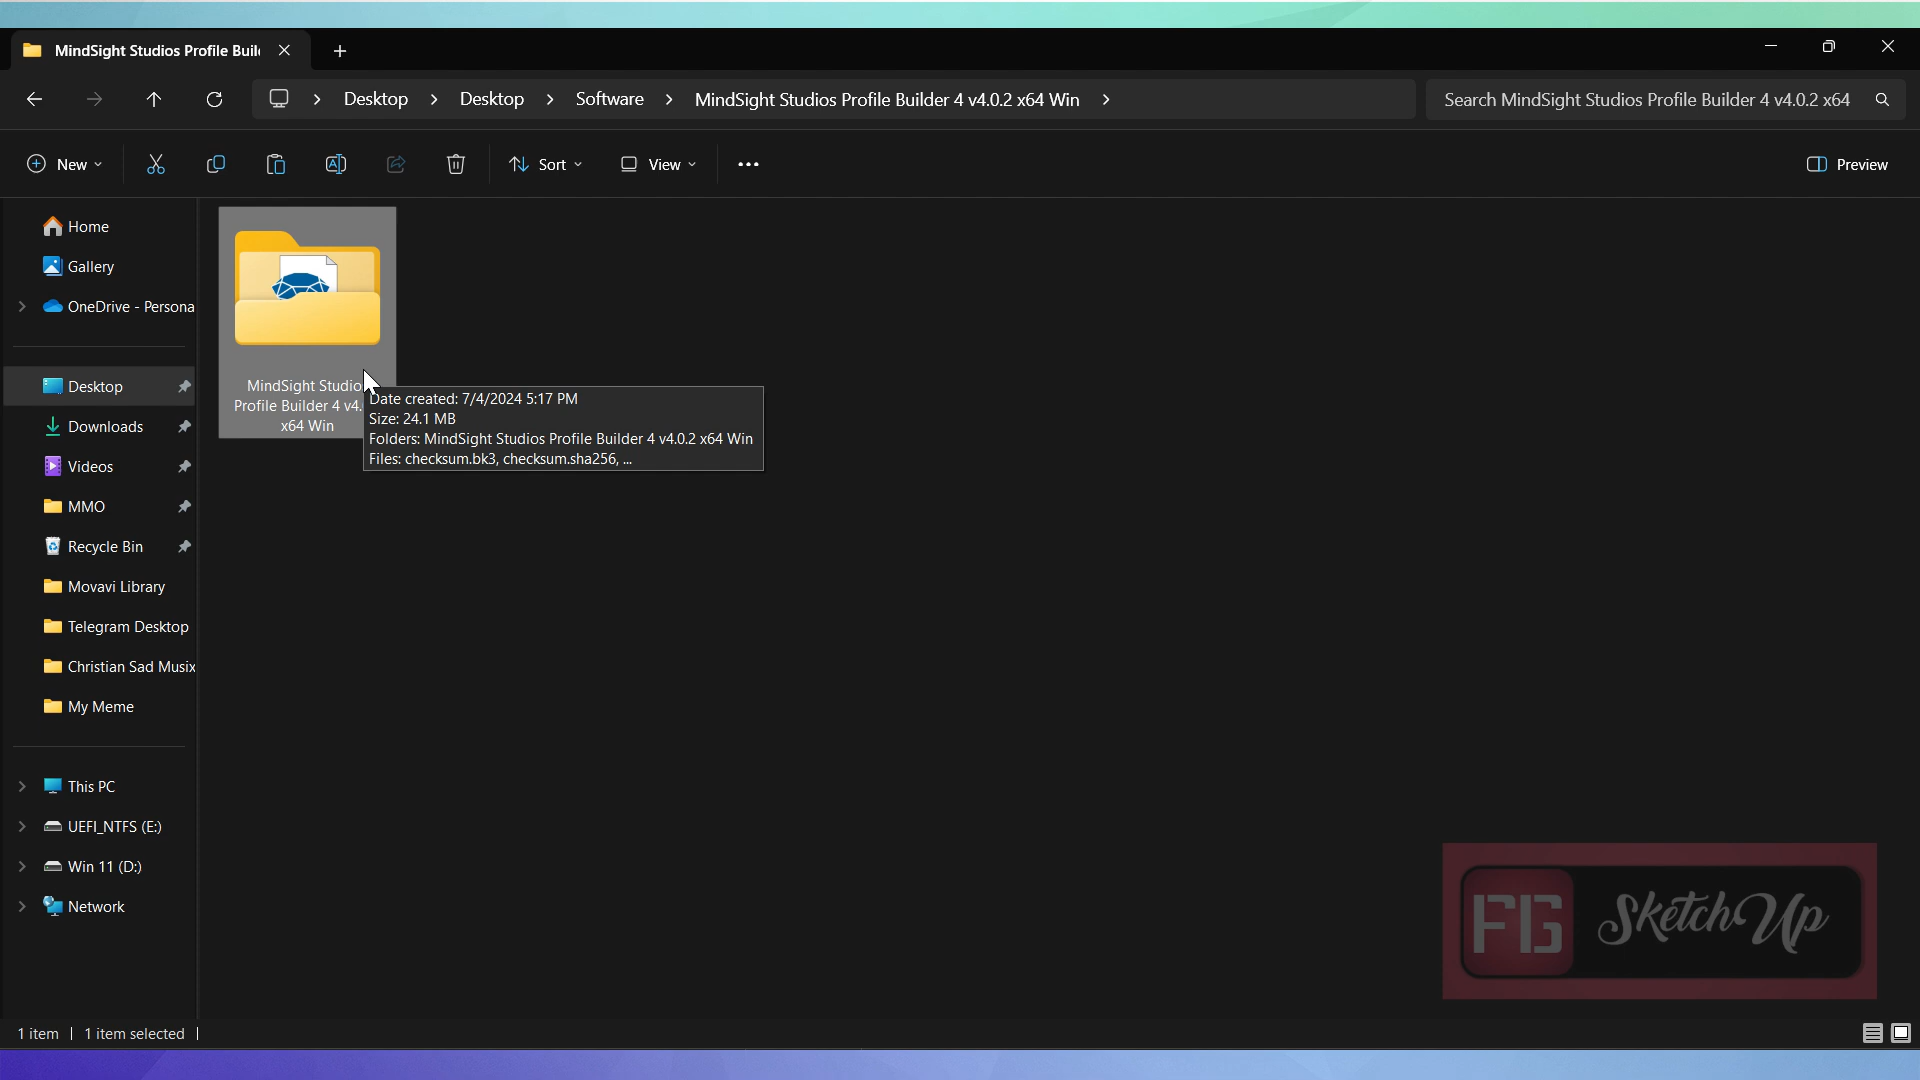 MindSight Studios Profile Buil
Desktop
Desktop
Software
MindSight Studios Profile Builder 4 v4.0.2 x64 Win
Search MindSight Studios Profile Builder 4 v4.0.2 x64
New
Sort
View
Preview
Home
Gallery
OneDrive - Persona
Desktop
Downloads
Videos
MMO
Recycle Bin
Movavi Library
Telegram Desktop
Christian Sad Musix
My Meme
This PC
UEFI_NTFS (E:)
Win 11 (D:)
Network
MindSight Studio
Profile Builder 4 v4.
x64 Win
Date created: 7/4/2024 5:17 PM
Size: 24.1 MB
Folders: MindSight Studios Profile Builder 4 v4.0.2 x64 Win
Files: checksum.bk3, checksum.sha256, ...
FG SketchUp
1 item
1 item selected